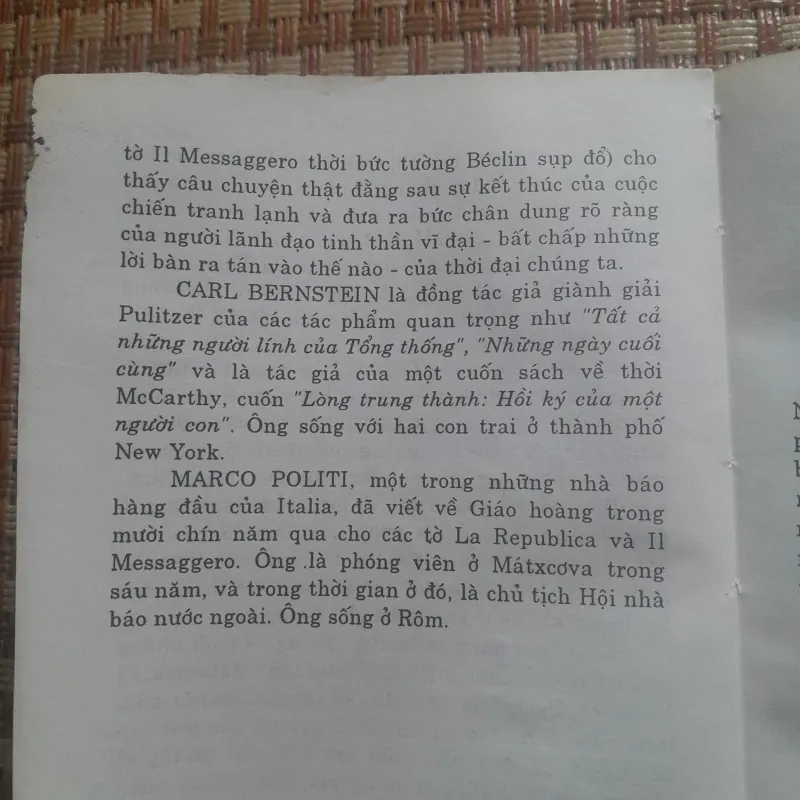 tờ Il Messaggero thời bức tường Béclin sụp đổ) cho
thấy câu chuyện thật đằng sau sự kết thúc của cuộc
chiến tranh lạnh và đưa ra bức chân dung rõ ràng
của người lãnh đạo tinh thần vĩ đại - bất chấp những
lời bàn ra tán vào thế nào - của thời đại chúng ta.
CARL BERNSTEIN là đồng tác giả giành giải
Pulitzer của các tác phẩm quan trọng như "Tất cả
những người lính của Tổng thống", "Những ngày cuối
cùng" và là tác giả của một cuốn sách về thời
McCarthy, cuốn "Lòng trung thành: Hồi ký của một
người con". Ông sống với hai con trai ở thành phố
New York.
MARCO POLITI, một trong những nhà báo
hàng đầu của Italia, đã viết về Giáo hoàng trong
mười chín năm qua cho các tờ La Republica và Il
Messaggero. Ông .là phóng viên ở Mátxcơva trong
sáu năm, và trong thời gian ở đó, là chủ tịch Hội nhà
báo nước ngoài. Ông sống ở Rôm.